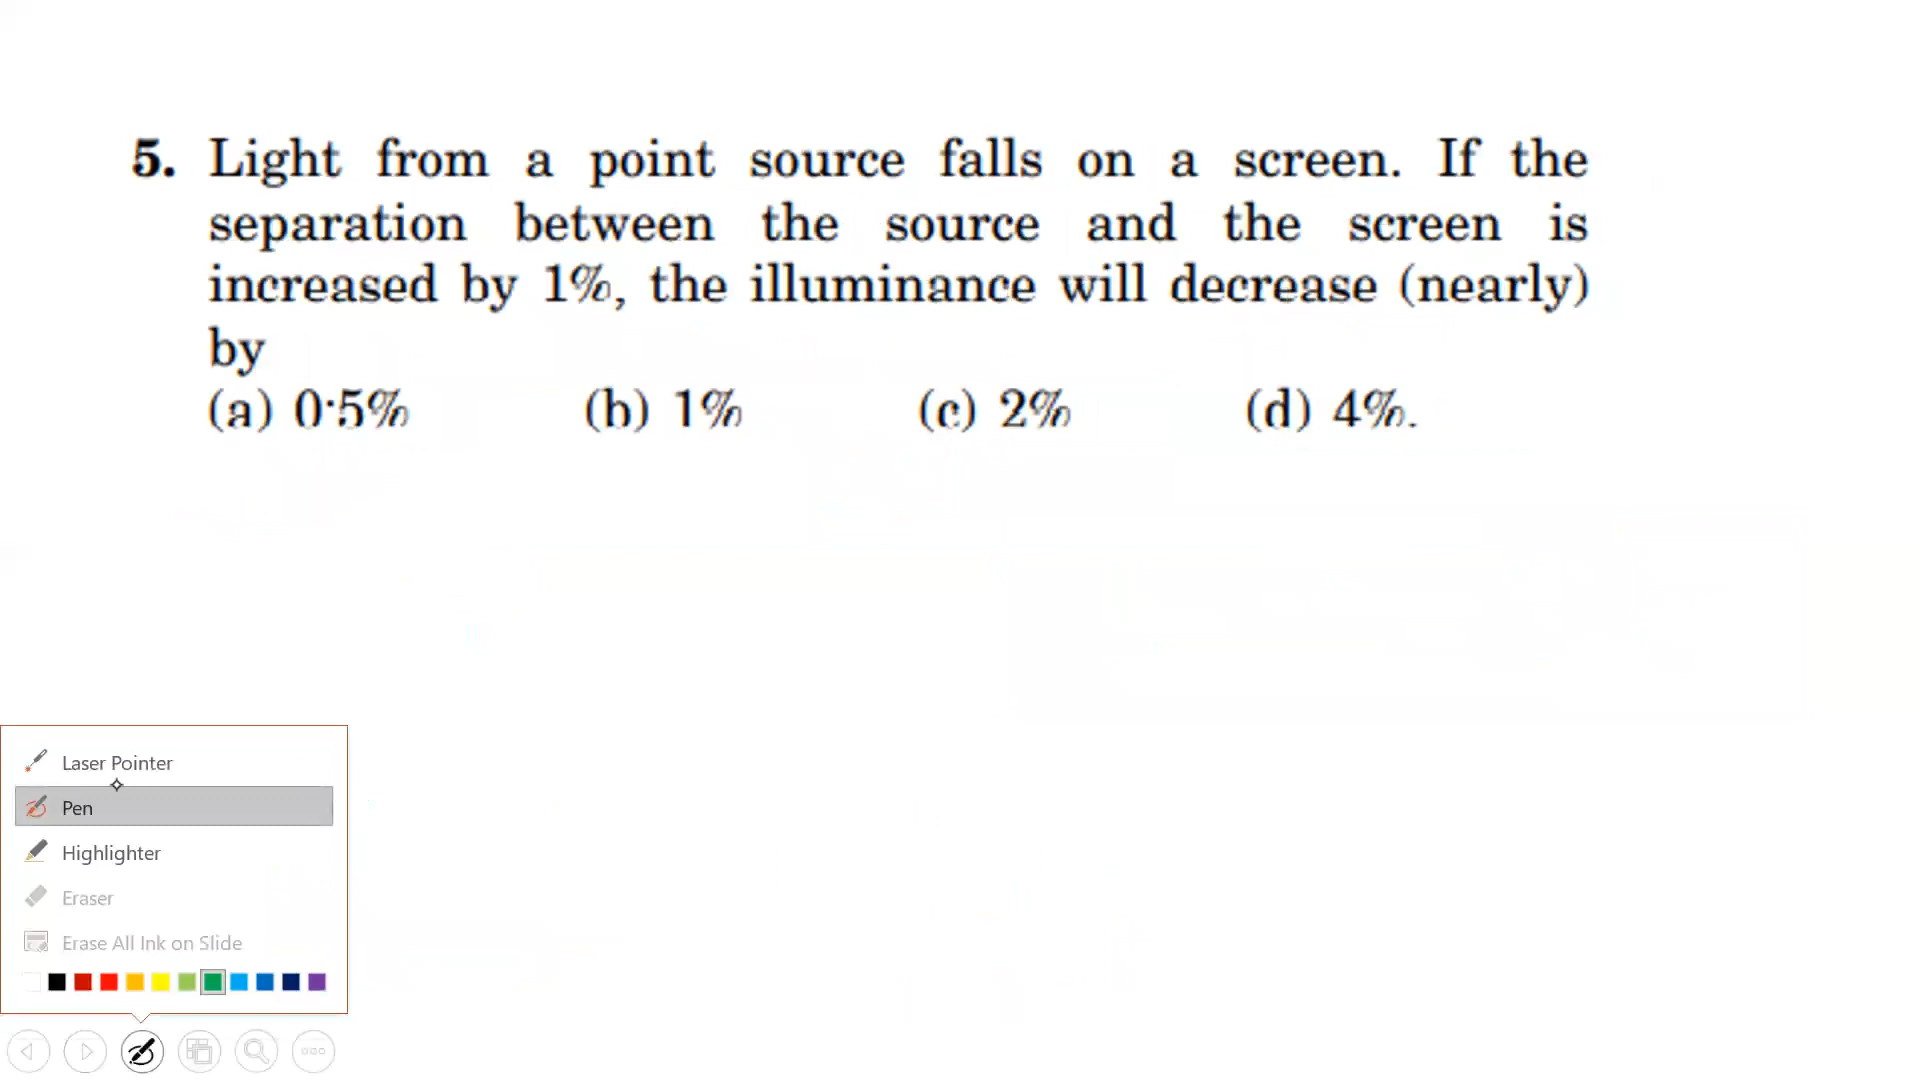 5. Light from a point source falls on a screen. If the
separation between the source and the screen is
increased by 1%, the illuminance will decrease (nearly)
by
(a) 0·5% (b) 1% (c) 2% (d) 4%.
Laser Pointer
Pen
Highlighter
Eraser
Erase All Ink on Slide